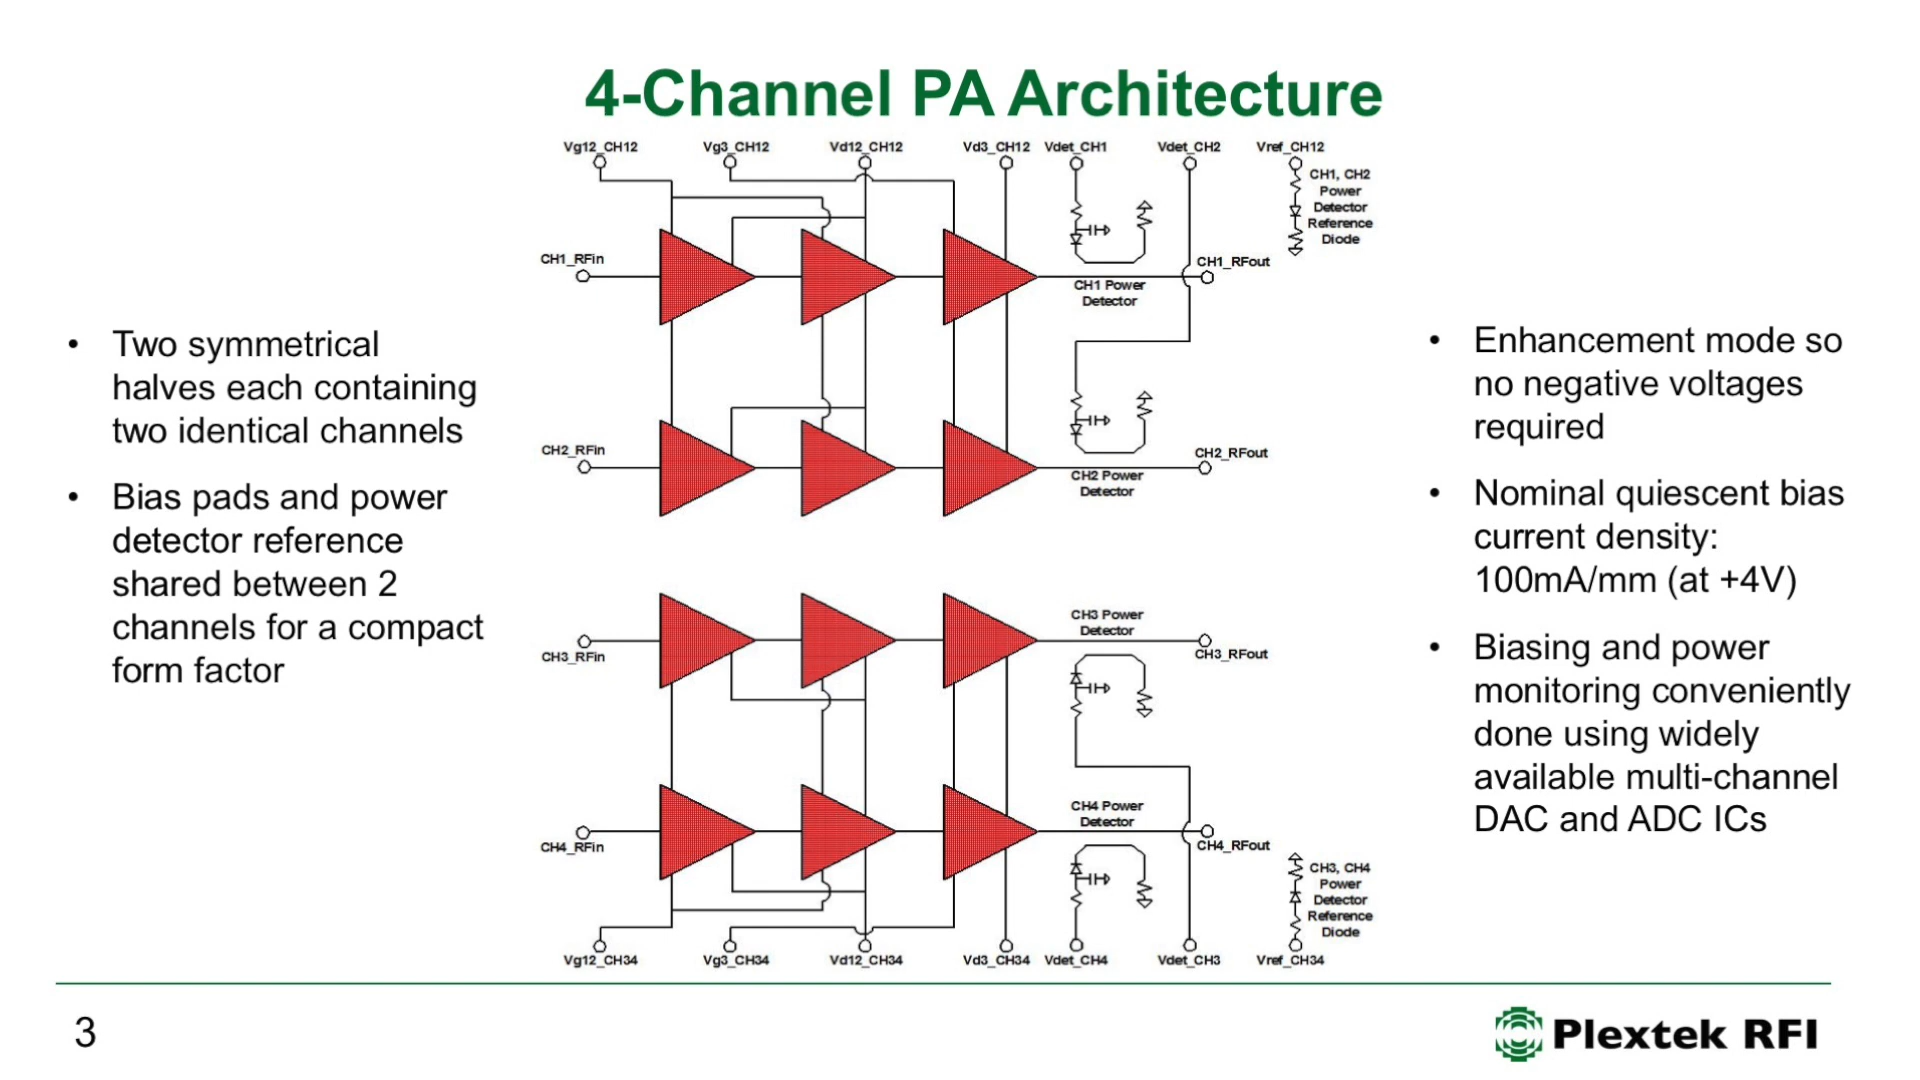 4-Channel PA Architecture
Vg12_CH12 Vg3_CH12 Vd12_CH12 Vd3_CH12 Vdet_CH1 Vdet_CH2 Vref_CH12
CH1, CH2
Power
Detector
Reference
Diode
CH1_RFin
CH1_RFout
CH1 Power
Detector
CH2_RFin
CH2_RFout
CH2 Power
Detector
• Two symmetrical
halves each containing
two identical channels
• Bias pads and power
detector reference
shared between 2
channels for a compact
form factor
• Enhancement mode so
no negative voltages
required
• Nominal quiescent bias
current density:
100mA/mm (at +4V)
• Biasing and power
monitoring conveniently
done using widely
available multi-channel
DAC and ADC ICs
CH3 Power
Detector
CH3_RFin
CH3_RFout
CH4 Power
Detector
CH4_RFin
CH4_RFout
CH3, CH4
Power
Detector
Reference
Diode
Vg12_CH34 Vg3_CH34 Vd12_CH34 Vd3_CH34 Vdet_CH4 Vdet_CH3 Vref_CH34
3
Plextek RFI